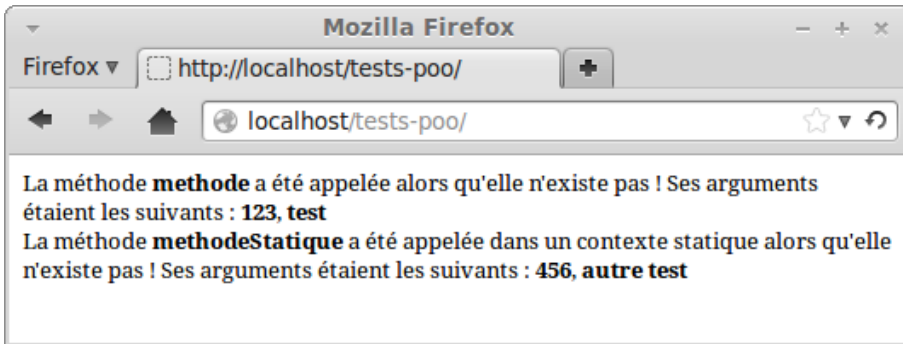 Mozilla Firefox
Firefox
http://localhost/tests-poo/
localhost/tests-poo/
La méthode methode a été appelée alors qu'elle n'existe pas ! Ses arguments
étaient les suivants : 123, test
La méthode methodeStatique a été appelée dans un contexte statique alors qu'elle
n'existe pas ! Ses arguments étaient les suivants : 456, autre test